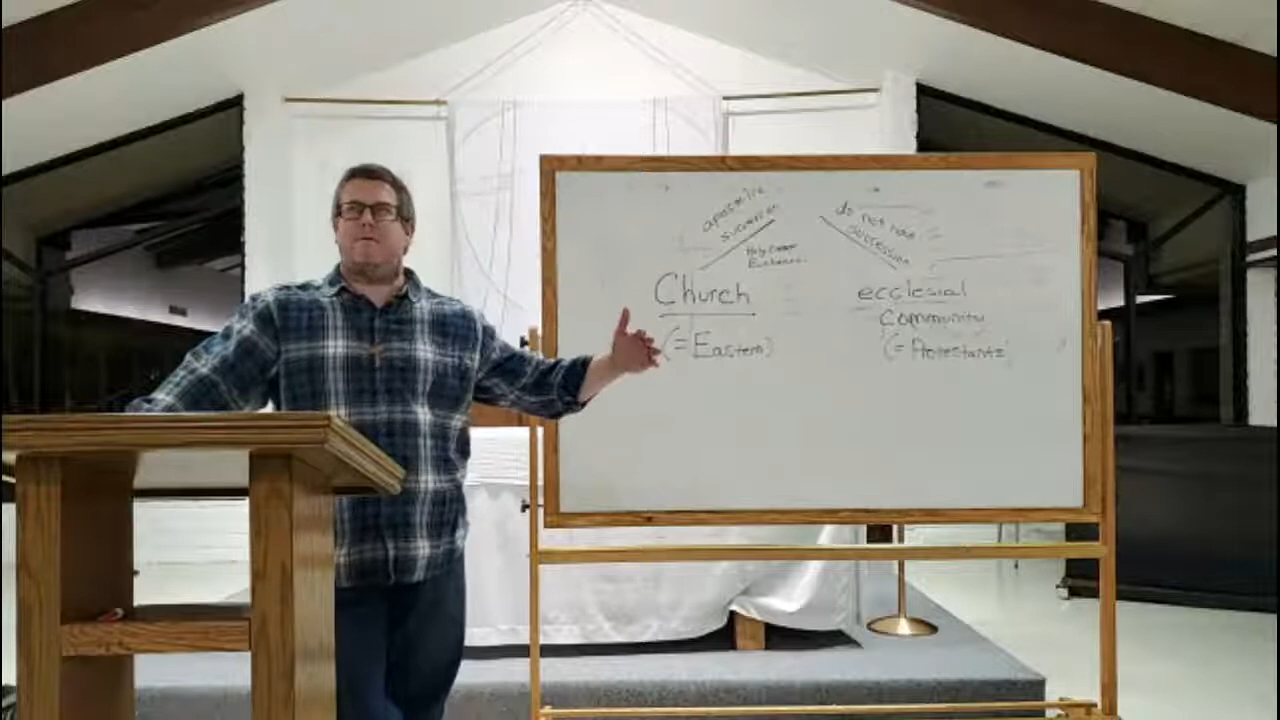 apostolic
succession
Holy Orders
Eucharist
Church
(= Eastern)
do not have
succession
ecclesial
Community
(= Protestants)